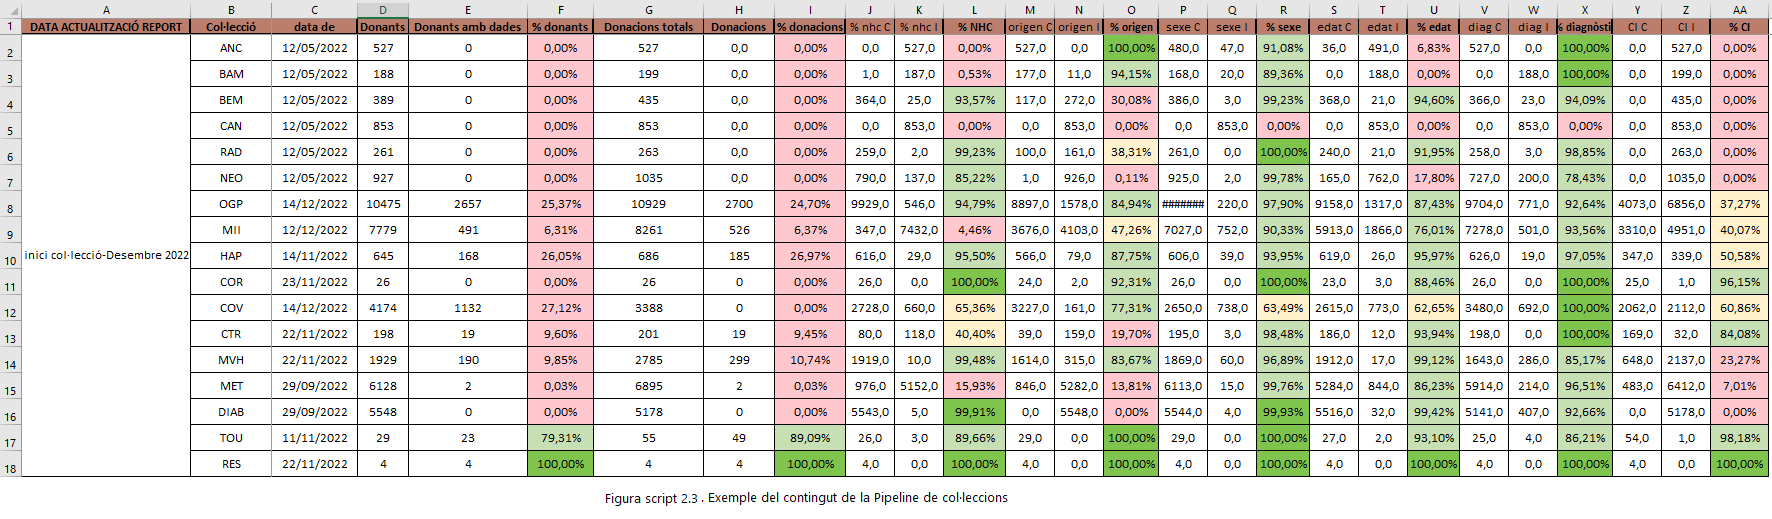 A B C D E F G H I J K L M N O P Q R S T U V W X Y Z AA
1 DATA ACTUALITZACIÓ REPORT Col·lecció data de Donants Donants amb dades % donants Donacions totals Donacions % donacions % nhc C % nhc I % NHC origen C origen I % origen sexe C sexe I % sexe edat C edat I % edat diag C diag I % diagnòsti CI C CI I % CI
2 ANC 12/05/2022 527 0 0,00% 527 0,0 0,00% 0,0 527,0 0,00% 527,0 0,0 100,00% 480,0 47,0 91,08% 36,0 491,0 6,83% 527,0 0,0 100,00% 0,0 527,0 0,00%
3 BAM 12/05/2022 188 0 0,00% 199 0,0 0,00% 1,0 187,0 0,53% 177,0 11,0 94,15% 168,0 20,0 89,36% 0,0 188,0 0,00% 0,0 188,0 100,00% 0,0 199,0 0,00%
4 BEM 12/05/2022 389 0 0,00% 435 0,0 0,00% 364,0 25,0 93,57% 117,0 272,0 30,08% 386,0 3,0 99,23% 368,0 21,0 94,60% 366,0 23,0 94,09% 0,0 435,0 0,00%
5 CAN 12/05/2022 853 0 0,00% 853 0,0 0,00% 0,0 853,0 0,00% 0,0 853,0 0,00% 0,0 853,0 0,00% 0,0 853,0 0,00% 0,0 853,0 0,00% 0,0 853,0 0,00%
6 RAD 12/05/2022 261 0 0,00% 263 0,0 0,00% 259,0 2,0 99,23% 100,0 161,0 38,31% 261,0 0,0 100,00% 240,0 21,0 91,95% 258,0 3,0 98,85% 0,0 263,0 0,00%
7 NEO 12/05/2022 927 0 0,00% 1035 0,0 0,00% 790,0 137,0 85,22% 1,0 926,0 0,11% 925,0 2,0 99,78% 165,0 762,0 17,80% 727,0 200,0 78,43% 0,0 1035,0 0,00%
8 OGP 14/12/2022 10475 2657 25,37% 10929 2700 24,70% 9929,0 546,0 94,79% 8897,0 1578,0 84,94% ####### 220,0 97,90% 9158,0 1317,0 87,43% 9704,0 771,0 92,64% 4073,0 6856,0 37,27%
9 MII 12/12/2022 7779 491 6,31% 8261 526 6,37% 347,0 7432,0 4,46% 3676,0 4103,0 47,26% 7027,0 752,0 90,33% 5913,0 1866,0 76,01% 7278,0 501,0 93,56% 3310,0 4951,0 40,07%
inici col·lecció-Desembre 2022
10 HAP 14/11/2022 645 168 26,05% 686 185 26,97% 616,0 29,0 95,50% 566,0 79,0 87,75% 606,0 39,0 93,95% 619,0 26,0 95,97% 626,0 19,0 97,05% 347,0 339,0 50,58%
11 COR 23/11/2022 26 0 0,00% 26 0 0,00% 26,0 0,0 100,00% 24,0 2,0 92,31% 26,0 0,0 100,00% 23,0 3,0 88,46% 26,0 0,0 100,00% 25,0 1,0 96,15%
12 COV 14/12/2022 4174 1132 27,12% 3388 0 0,00% 2728,0 660,0 65,36% 3227,0 161,0 77,31% 2650,0 738,0 63,49% 2615,0 773,0 62,65% 3480,0 692,0 100,00% 2062,0 2112,0 60,86%
13 CTR 22/11/2022 198 19 9,60% 201 19 9,45% 80,0 118,0 40,40% 39,0 159,0 19,70% 195,0 3,0 98,48% 186,0 12,0 93,94% 198,0 0,0 100,00% 169,0 32,0 84,08%
14 MVH 22/11/2022 1929 190 9,85% 2785 299 10,74% 1919,0 10,0 99,48% 1614,0 315,0 83,67% 1869,0 60,0 96,89% 1912,0 17,0 99,12% 1643,0 286,0 85,17% 648,0 2137,0 23,27%
15 MET 29/09/2022 6128 2 0,03% 6895 2 0,03% 976,0 5152,0 15,93% 846,0 5282,0 13,81% 6113,0 15,0 99,76% 5284,0 844,0 86,23% 5914,0 214,0 96,51% 483,0 6412,0 7,01%
16 DIAB 29/09/2022 5548 0 0,00% 5178 0 0,00% 5543,0 5,0 99,91% 0,0 5548,0 0,00% 5544,0 4,0 99,93% 5516,0 32,0 99,42% 5141,0 407,0 92,66% 0,0 5178,0 0,00%
17 TOU 11/11/2022 29 23 79,31% 55 49 89,09% 26,0 3,0 89,66% 29,0 0,0 100,00% 29,0 0,0 100,00% 27,0 2,0 93,10% 25,0 4,0 86,21% 54,0 1,0 98,18%
18 RES 22/11/2022 4 4 100,00% 4 4 100,00% 4,0 0,0 100,00% 4,0 0,0 100,00% 4,0 0,0 100,00% 4,0 0,0 100,00% 4,0 0,0 100,00% 4,0 0,0 100,00%
Figura script 2.3 . Exemple del contingut de la Pipeline de col·leccions